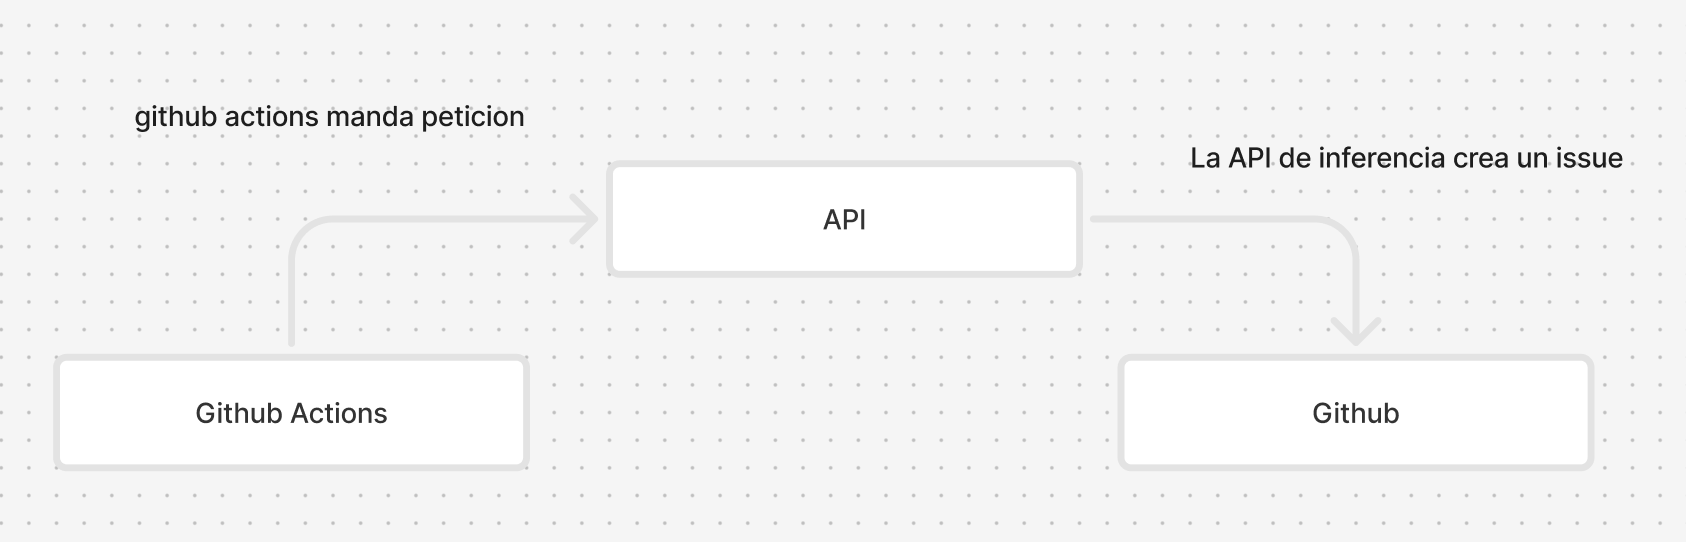 github actions manda peticion
La API de inferencia crea un issue
API
Github Actions
Github